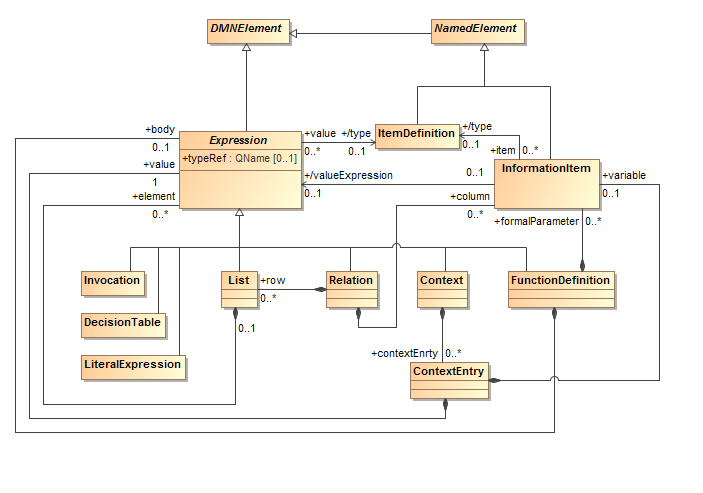 DMNElement
NamedElement
+body
0..1
+value
1
+element
0..*
Expression
+typeRef : QName [0..1]
+value
0..*
+/type
0..1
ItemDefinition
+/type
0..1
+item
0..*
InformationItem
+/valueExpression
0..1
0..1
+variable
0..1
+column
0..*
+formalParameter
0..*
Invocation
List
+row
0..*
Relation
Context
FunctionDefinition
DecisionTable
0..1
LiteralExpression
+contextEnrty
0..*
ContextEntry